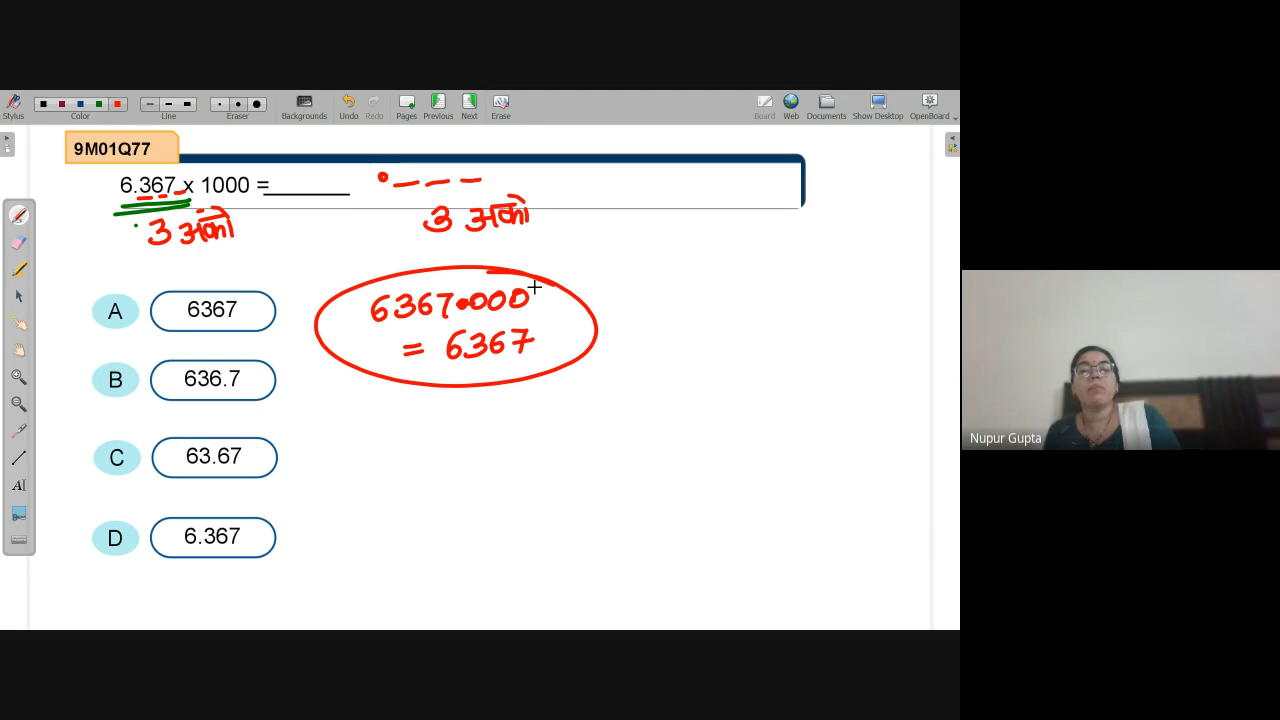 Stylus Color Line Eraser Backgrounds Undo Redo Pages Previous Next Erase Board Web Documents Show Desktop OpenBoard
9M01Q77
6.367 x 1000 =_______
3 अंको
3 अंको
A 6367
6367.000
= 6367
B 636.7
C 63.67
D 6.367
Nupur Gupta